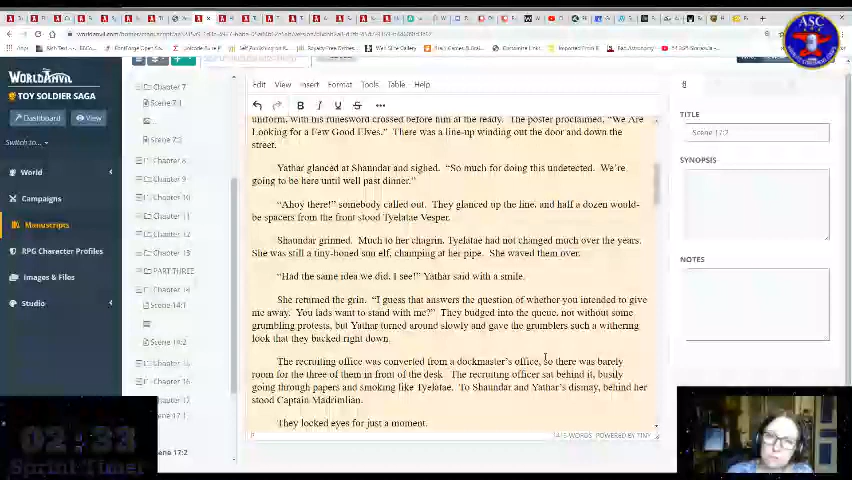 WORLDANVIL
TOY SOLDIER SAGA
Dashboard
View
Switch to...
World
Campaigns
Manuscripts
RPG Character Profiles
Images & Files
Studio
Chapter 7
Scene 7:1
Scene 7:2
Chapter 8
Chapter 9
Chapter 10
Chapter 11
Chapter 12
Chapter 13
PART THREE
Chapter 14
Scene 14:1
Scene 14:2
Chapter 15
Chapter 16
17:2
Edit View Insert Format Tools Table Help
B I U S
uniform, with his runesword crossed before him at the ready. The poster proclaimed, “We Are
Looking for a Few Good Elves.” There was a line-up winding out the door and down the
street.
Yathar glanced at Shaundar and sighed. “So much for doing this undetected. We’re
going to be here until well past dinner.”
“Ahoy there!” somebody called out. They glanced up the line, and half a dozen would-
be spacers from the front stood Tyelatae Vesper.
Shaundar grinned. Much to her chagrin, Tyelatae had not changed much over the years.
She was still a tiny-boned sun elf, champing at her pipe. She waved them over.
“Had the same idea we did, I see!” Yathar said with a smile.
She returned the grin. “I guess that answers the question of whether you intended to give
me away. You lads want to stand with me?” They budged into the queue, not without some
grumbling protests, but Yathar turned around slowly and gave the grumblers such a withering
look that they backed right down.
The recruiting office was converted from a dockmaster’s office, so there was barely
room for the three of them in front of the desk. The recruiting officer sat behind it, busily
going through papers and smoking like Tyelatae. To Shaundar and Yathar’s dismay, behind her
stood Captain Madrimlian.
They locked eyes for just a moment.
WORDS POWERED BY TINY
TITLE
Scene 17:2
SYNOPSIS
NOTES
ASC
02:33
Sprint Timer